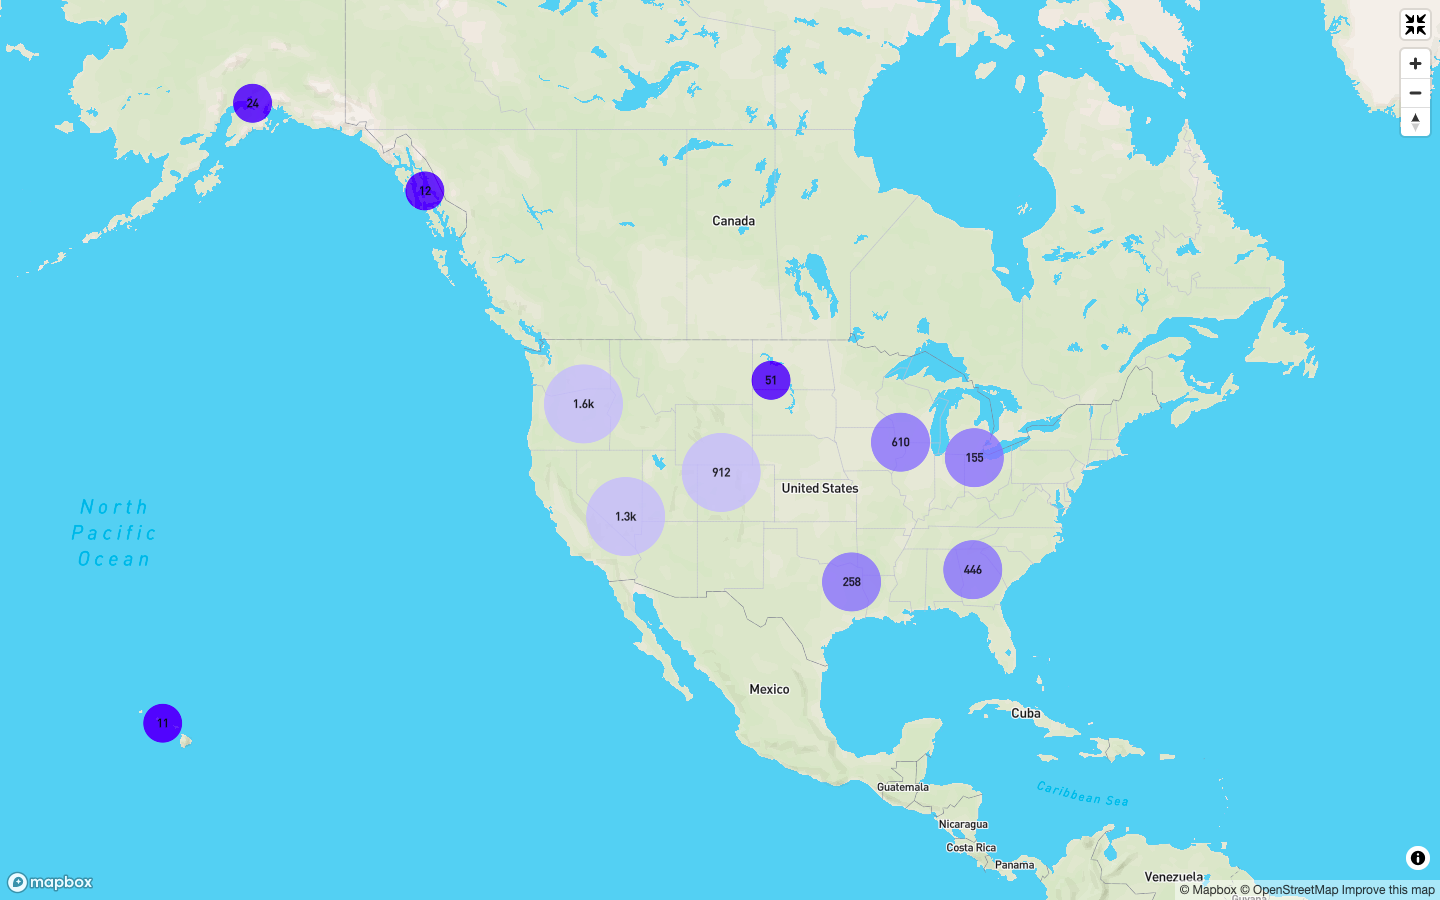 24
12
Canada
51
1.6k
610
155
912
United States
1.3k
North
Pacific
Ocean
446
258
Mexico
Cuba
11
Guatemala
Caribbean Sea
Nicaragua
Costa Rica
Panama
Venezuela
mapbox
© Mapbox © OpenStreetMap Improve this map
Guyana